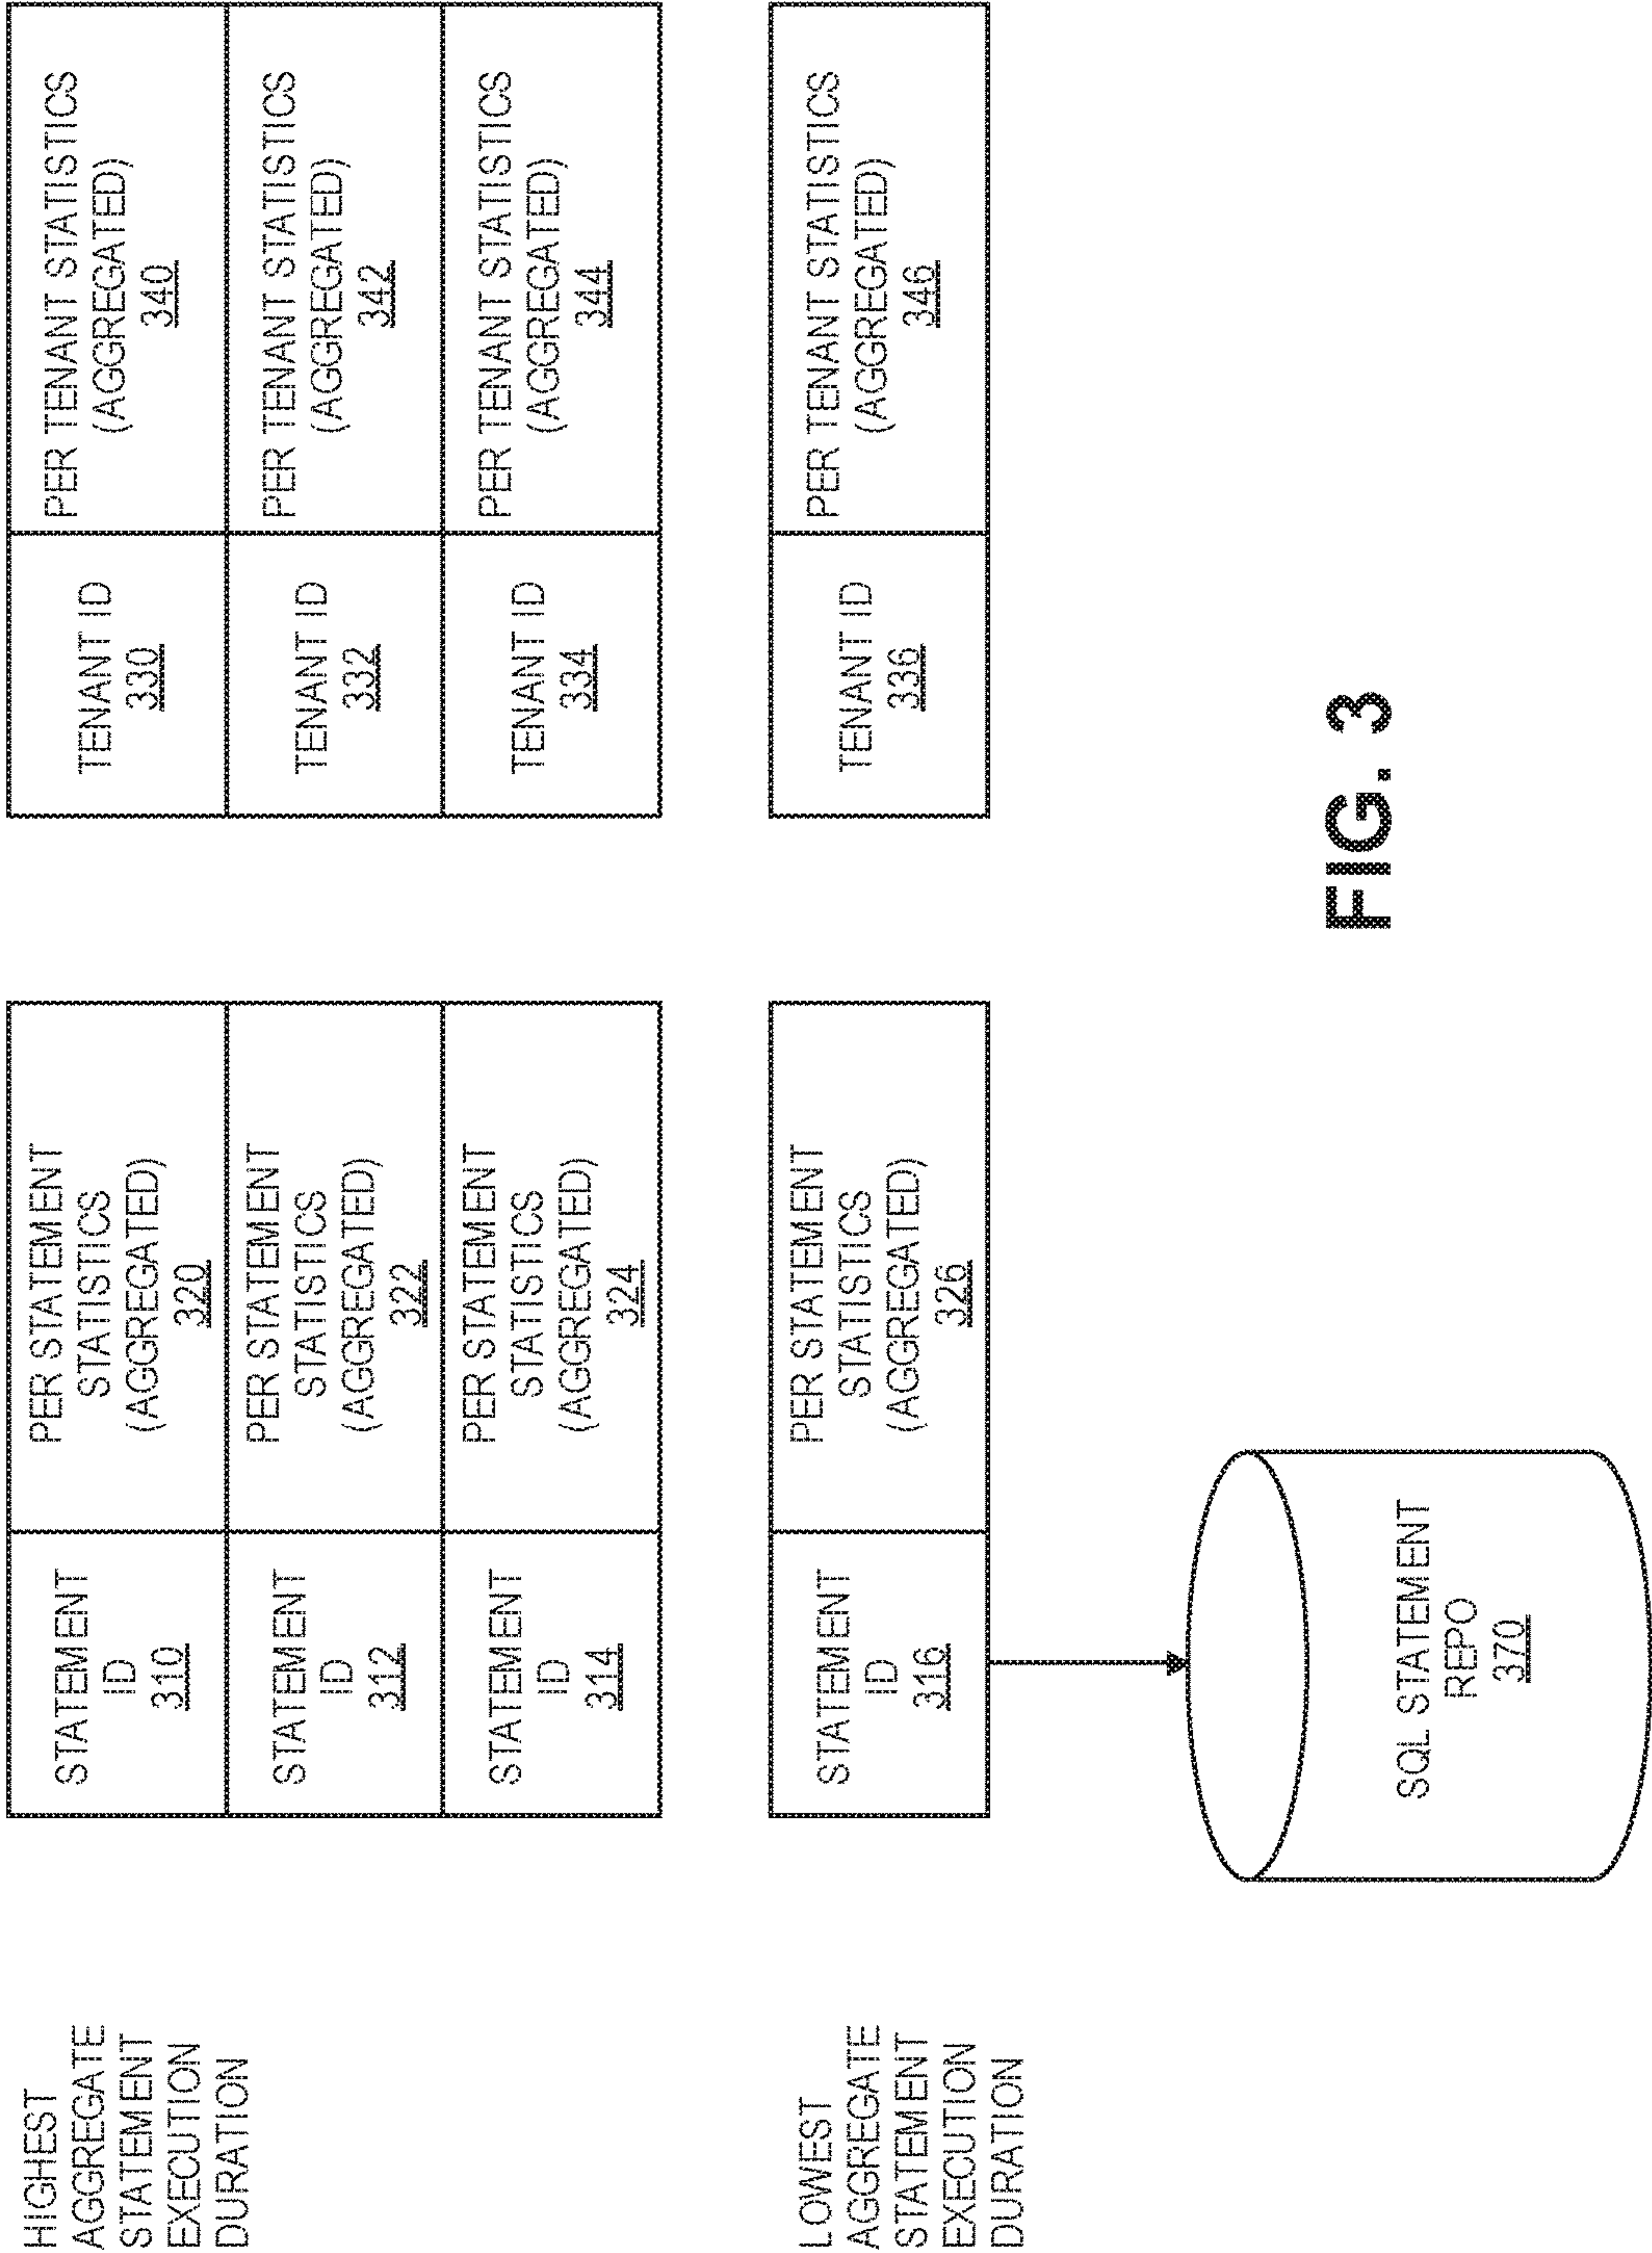 HIGHEST
AGGREGATE
STATEMENT
EXECUTION
DURATION
STATEMENT
ID
310
PER STATEMENT
STATISTICS
(AGGREGATED)
320
TENANT ID
330
PER TENANT STATISTICS
(AGGREGATED)
340
STATEMENT
ID
312
PER STATEMENT
STATISTICS
(AGGREGATED)
322
TENANT ID
332
PER TENANT STATISTICS
(AGGREGATED)
342
STATEMENT
ID
314
PER STATEMENT
STATISTICS
(AGGREGATED)
324
TENANT ID
334
PER TENANT STATISTICS
(AGGREGATED)
344
LOWEST
AGGREGATE
STATEMENT
EXECUTION
DURATION
STATEMENT
ID
316
PER STATEMENT
STATISTICS
(AGGREGATED)
326
TENANT ID
336
PER TENANT STATISTICS
(AGGREGATED)
346
SQL STATEMENT
REPO
370
FIG. 3